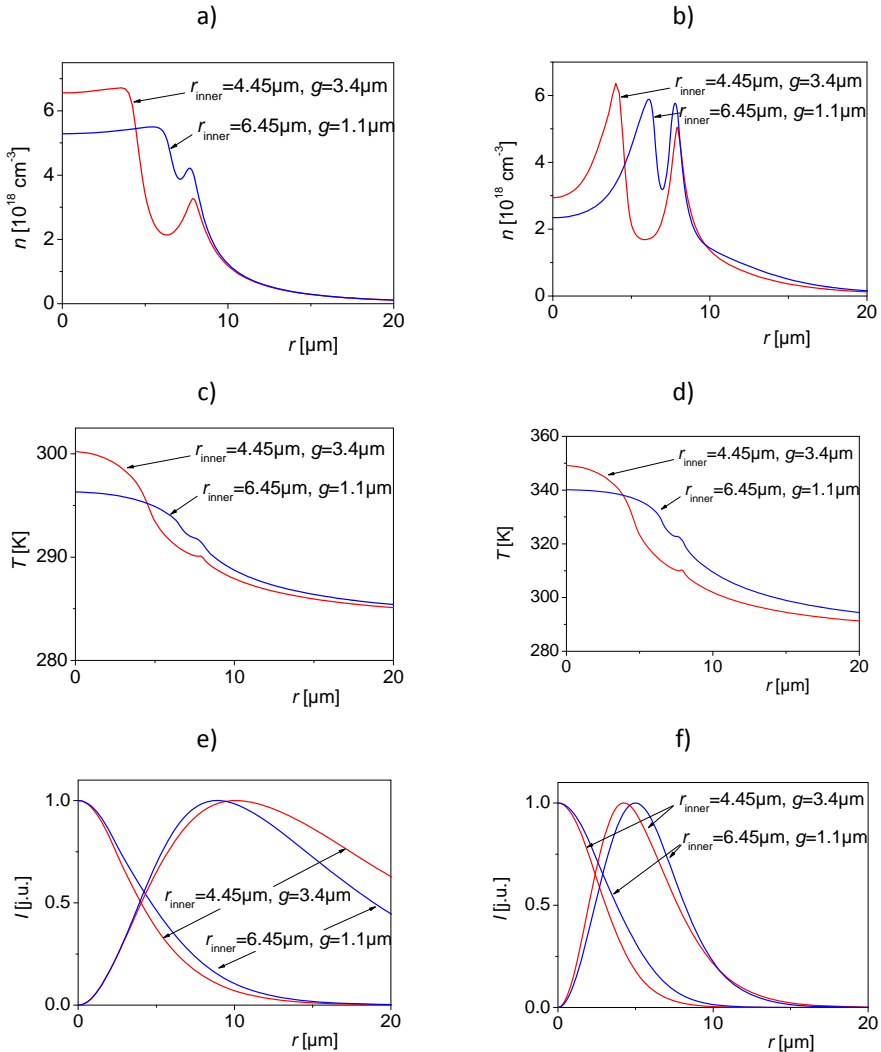 a)
b)
n [10¹⁸ cm⁻³]
6
4
2
0
0
10
20
r [µm]
r_inner=4.45µm, g=3.4µm
r_inner=6.45µm, g=1.1µm
n [10¹⁸ cm⁻³]
6
4
2
0
0
5
10
15
20
r [µm]
r_inner=4.45µm, g=3.4µm
r_inner=6.45µm, g=1.1µm
c)
d)
T [K]
300
290
280
0
10
20
r [µm]
r_inner=4.45µm, g=3.4µm
r_inner=6.45µm, g=1.1µm
T [K]
360
340
320
300
280
0
10
20
r [µm]
r_inner=4.45µm, g=3.4µm
r_inner=6.45µm, g=1.1µm
e)
f)
I [j.u.]
1.0
0.5
0.0
0
10
20
r [µm]
r_inner=4.45µm, g=3.4µm
r_inner=6.45µm, g=1.1µm
I [j.u.]
1.0
0.5
0.0
0
5
10
15
20
r [µm]
r_inner=4.45µm, g=3.4µm
r_inner=6.45µm, g=1.1µm